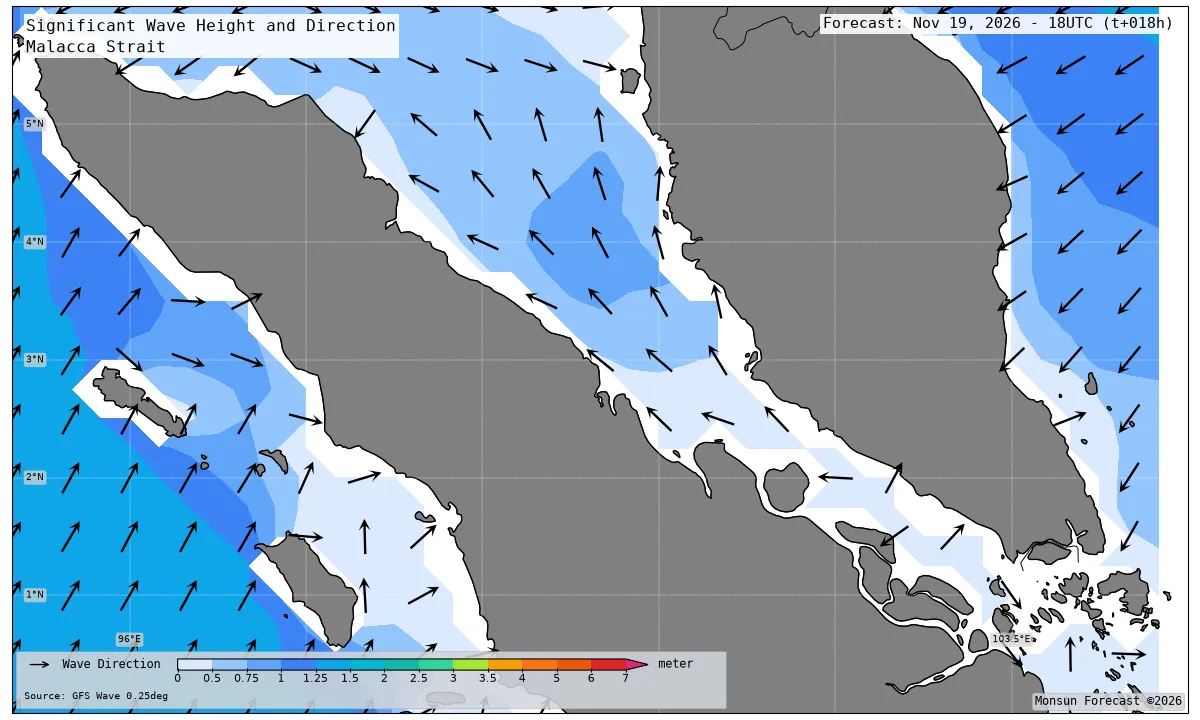 Significant Wave Height and Direction
Malacca Strait
Forecast: Nov 19, 2026 - 18UTC (t+018h)
5°N
4°N
3°N
2°N
1°N
96°E
103.5°E
Wave Direction
0 0.5 0.75 1 1.25 1.5 2 2.5 3 3.5 4 5 6 7
meter
Source: GFS Wave 0.25deg
Monsun Forecast ©2026